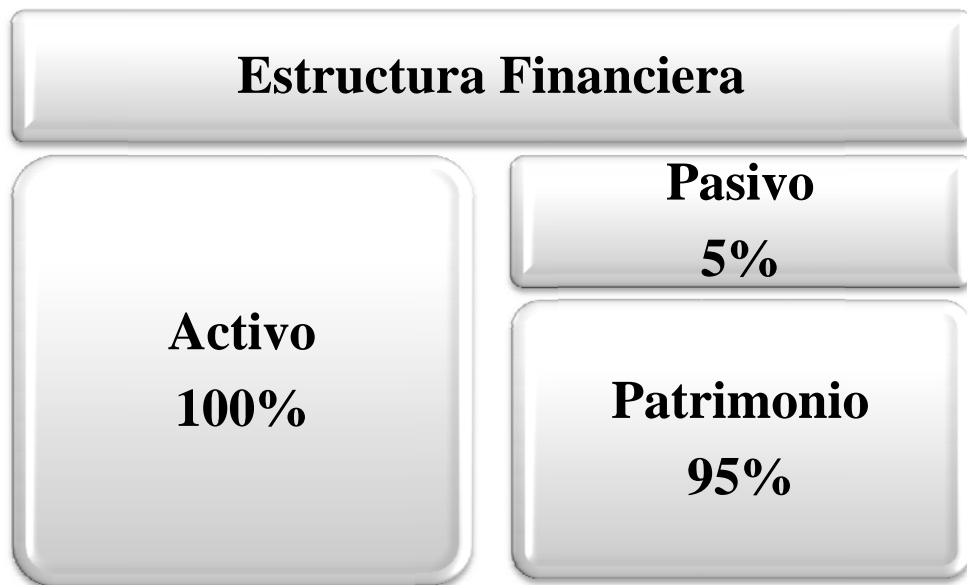 Estructura Financiera
Activo
100%
Pasivo
5%
Patrimonio
95%